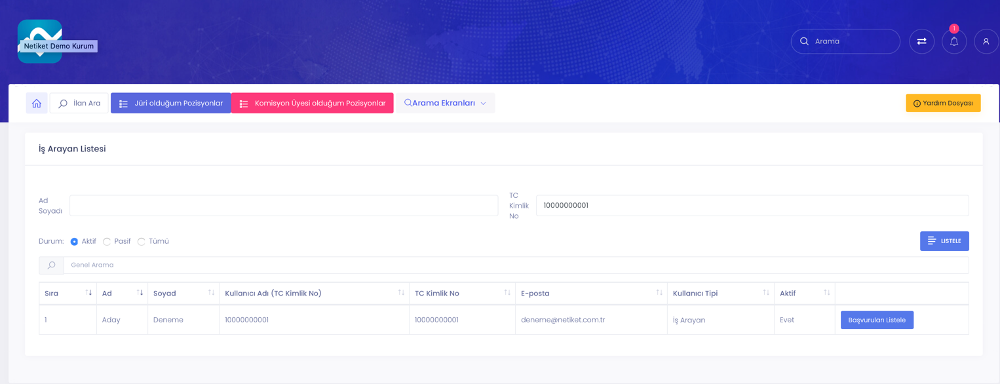 Netiket Demo Kurum
Arama
1
İlan Ara
Jüri olduğum Pozisyonlar
Komisyon Üyesi olduğum Pozisyonlar
Arama Ekranları
Yardım Dosyası
İş Arayan Listesi
Ad
Soyadı
TC
Kimlik
No
10000000001
Durum: Aktif Pasif Tümü
LISTELE
Genel Arama
Sıra Ad Soyad Kullanıcı Adı (TC Kimlik No) TC Kimlik No E-posta Kullanıcı Tipi Aktif
1 Aday Deneme 10000000001 10000000001 deneme@netiket.com.tr İş Arayan Evet Başvuruları Listele